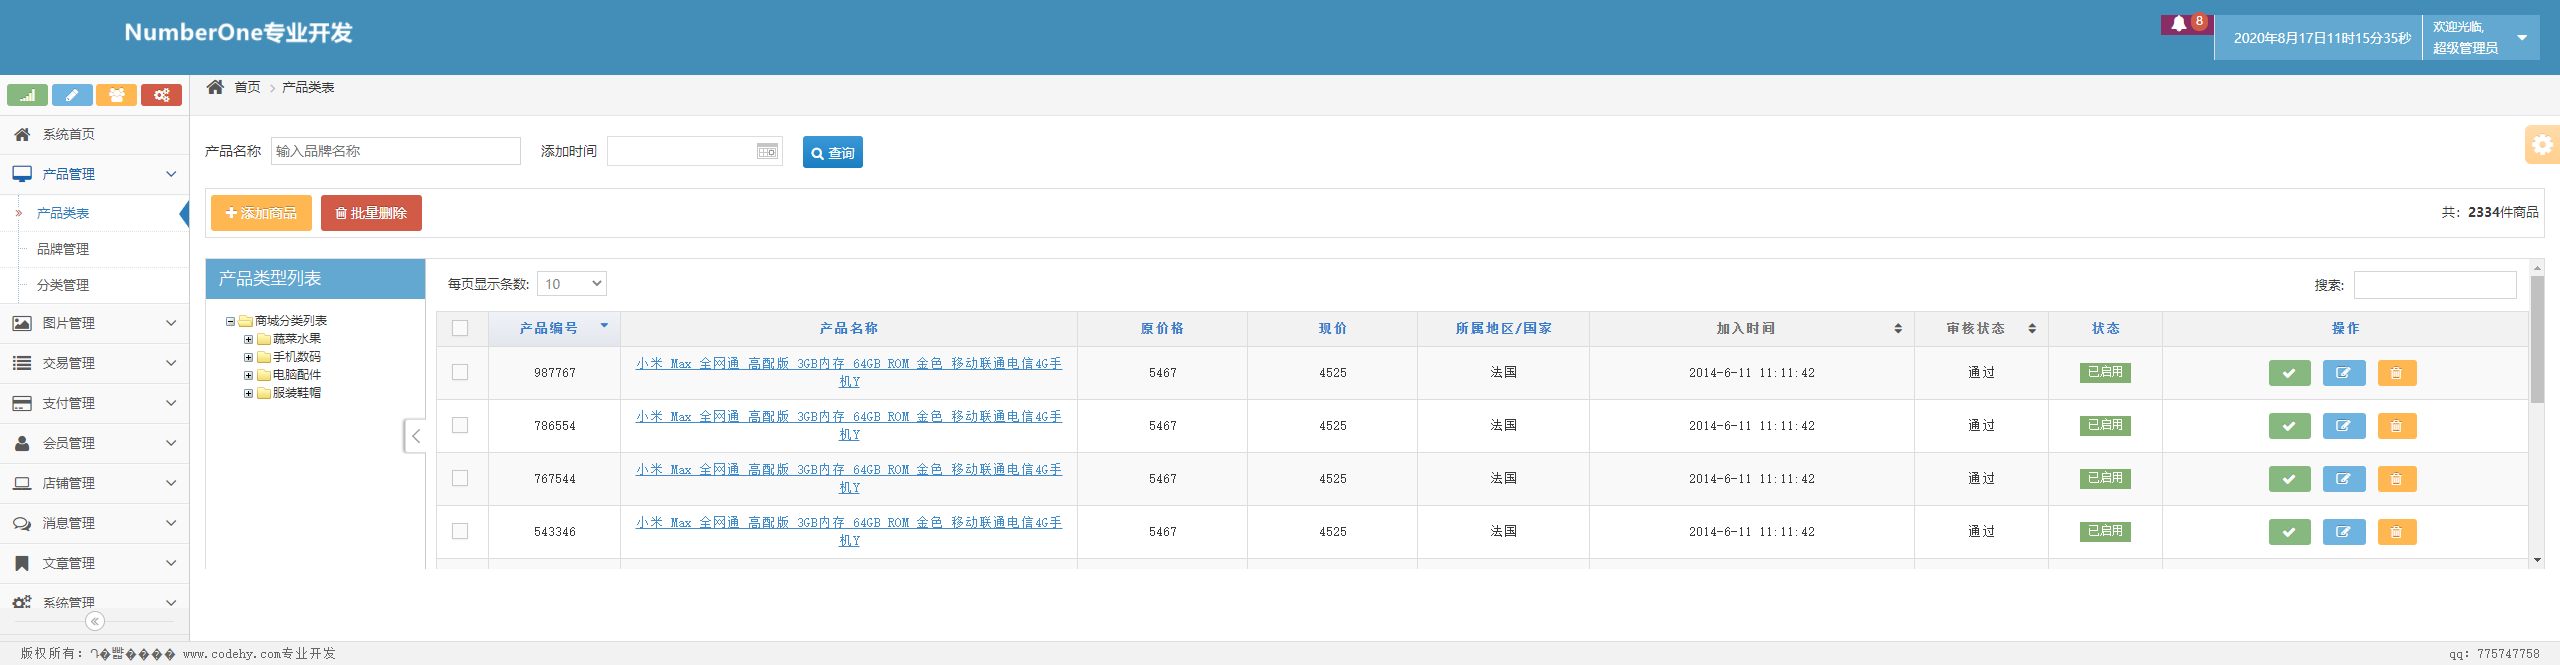 NumberOne专业开发
8
2020年8月17日11时15分35秒
欢迎光临,
超级管理员
首页
产品类表
系统首页
产品管理
产品类表
品牌管理
分类管理
图片管理
交易管理
支付管理
会员管理
店铺管理
消息管理
文章管理
系统管理
产品名称 输入品牌名称 添加时间 查询
添加商品 批量删除 共：2334件商品
产品类型列表
商城分类列表
蔬菜水果
手机数码
电脑配件
服装鞋帽
每页显示条数: 10 搜索:
产品编号 产品名称 原价格 现价 所属地区/国家 加入时间 审核状态 状态 操作
987767 小米 Max 全网通 高配版 3GB内存 64GB ROM 金色 移动联通电信4G手 5467 4525 法国 2014-6-11 11:11:42 通过 已启用
机Y
786554 小米 Max 全网通 高配版 3GB内存 64GB ROM 金色 移动联通电信4G手 5467 4525 法国 2014-6-11 11:11:42 通过 已启用
机Y
767544 小米 Max 全网通 高配版 3GB内存 64GB ROM 金色 移动联通电信4G手 5467 4525 法国 2014-6-11 11:11:42 通过 已启用
机Y
543346 小米 Max 全网通 高配版 3GB内存 64GB ROM 金色 移动联通电信4G手 5467 4525 法国 2014-6-11 11:11:42 通过 已启用
机Y
版权所有： www.codehy.com专业开发
qq: 775747758